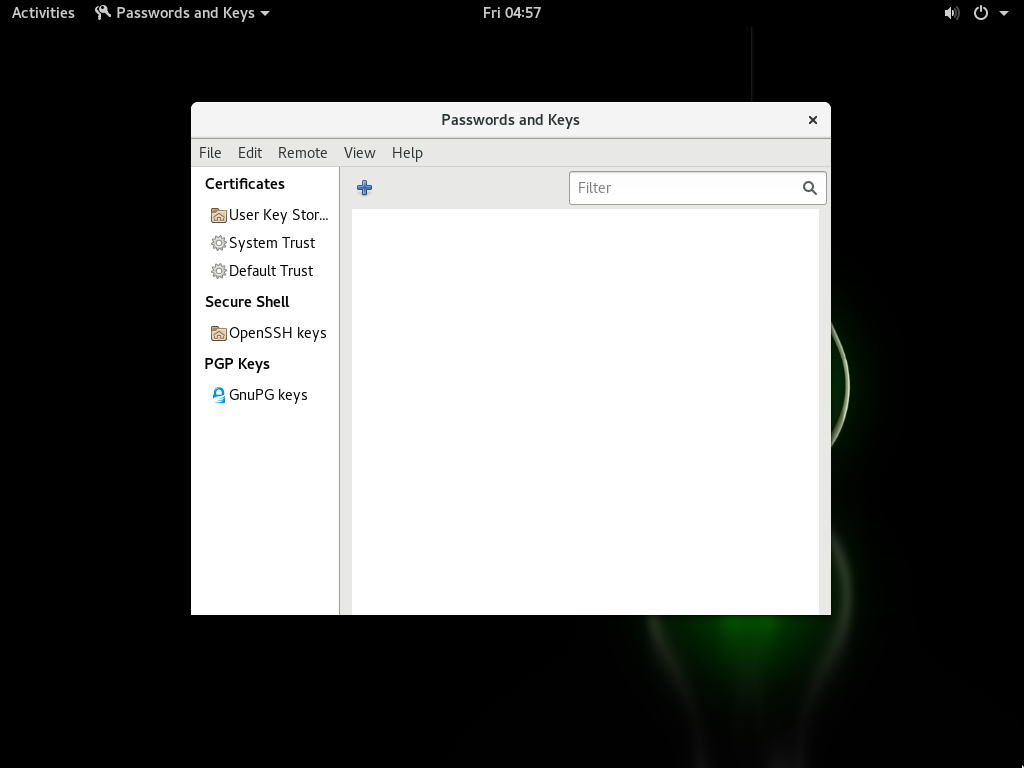 Activities Passwords and Keys Fri 04:57
Passwords and Keys
File Edit Remote View Help
Certificates
Filter
User Key Stor...
System Trust
Default Trust
Secure Shell
OpenSSH keys
PGP Keys
GnuPG keys